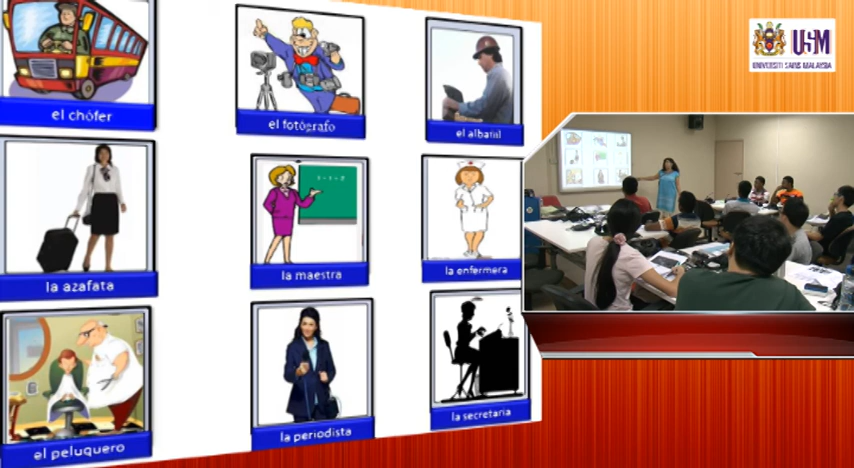 el chófer
el fotógrafo
el albañil
la azafata
la maestra
la enfermera
el peluquero
la periodista
la secretaria
USM
UNIVERSITI SAINS MALAYSIA